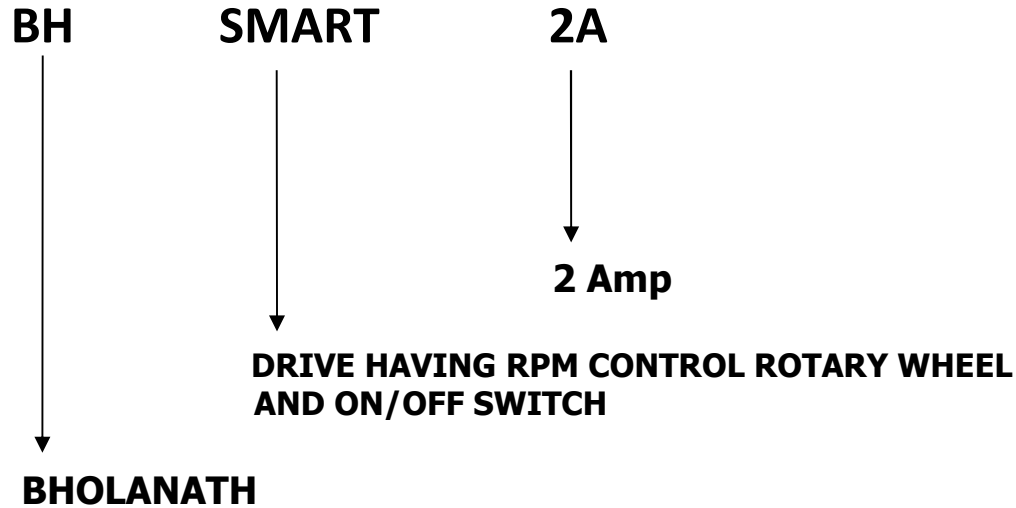 BH SMART 2A
2 Amp
DRIVE HAVING RPM CONTROL ROTARY WHEEL
AND ON/OFF SWITCH
BHOLANATH